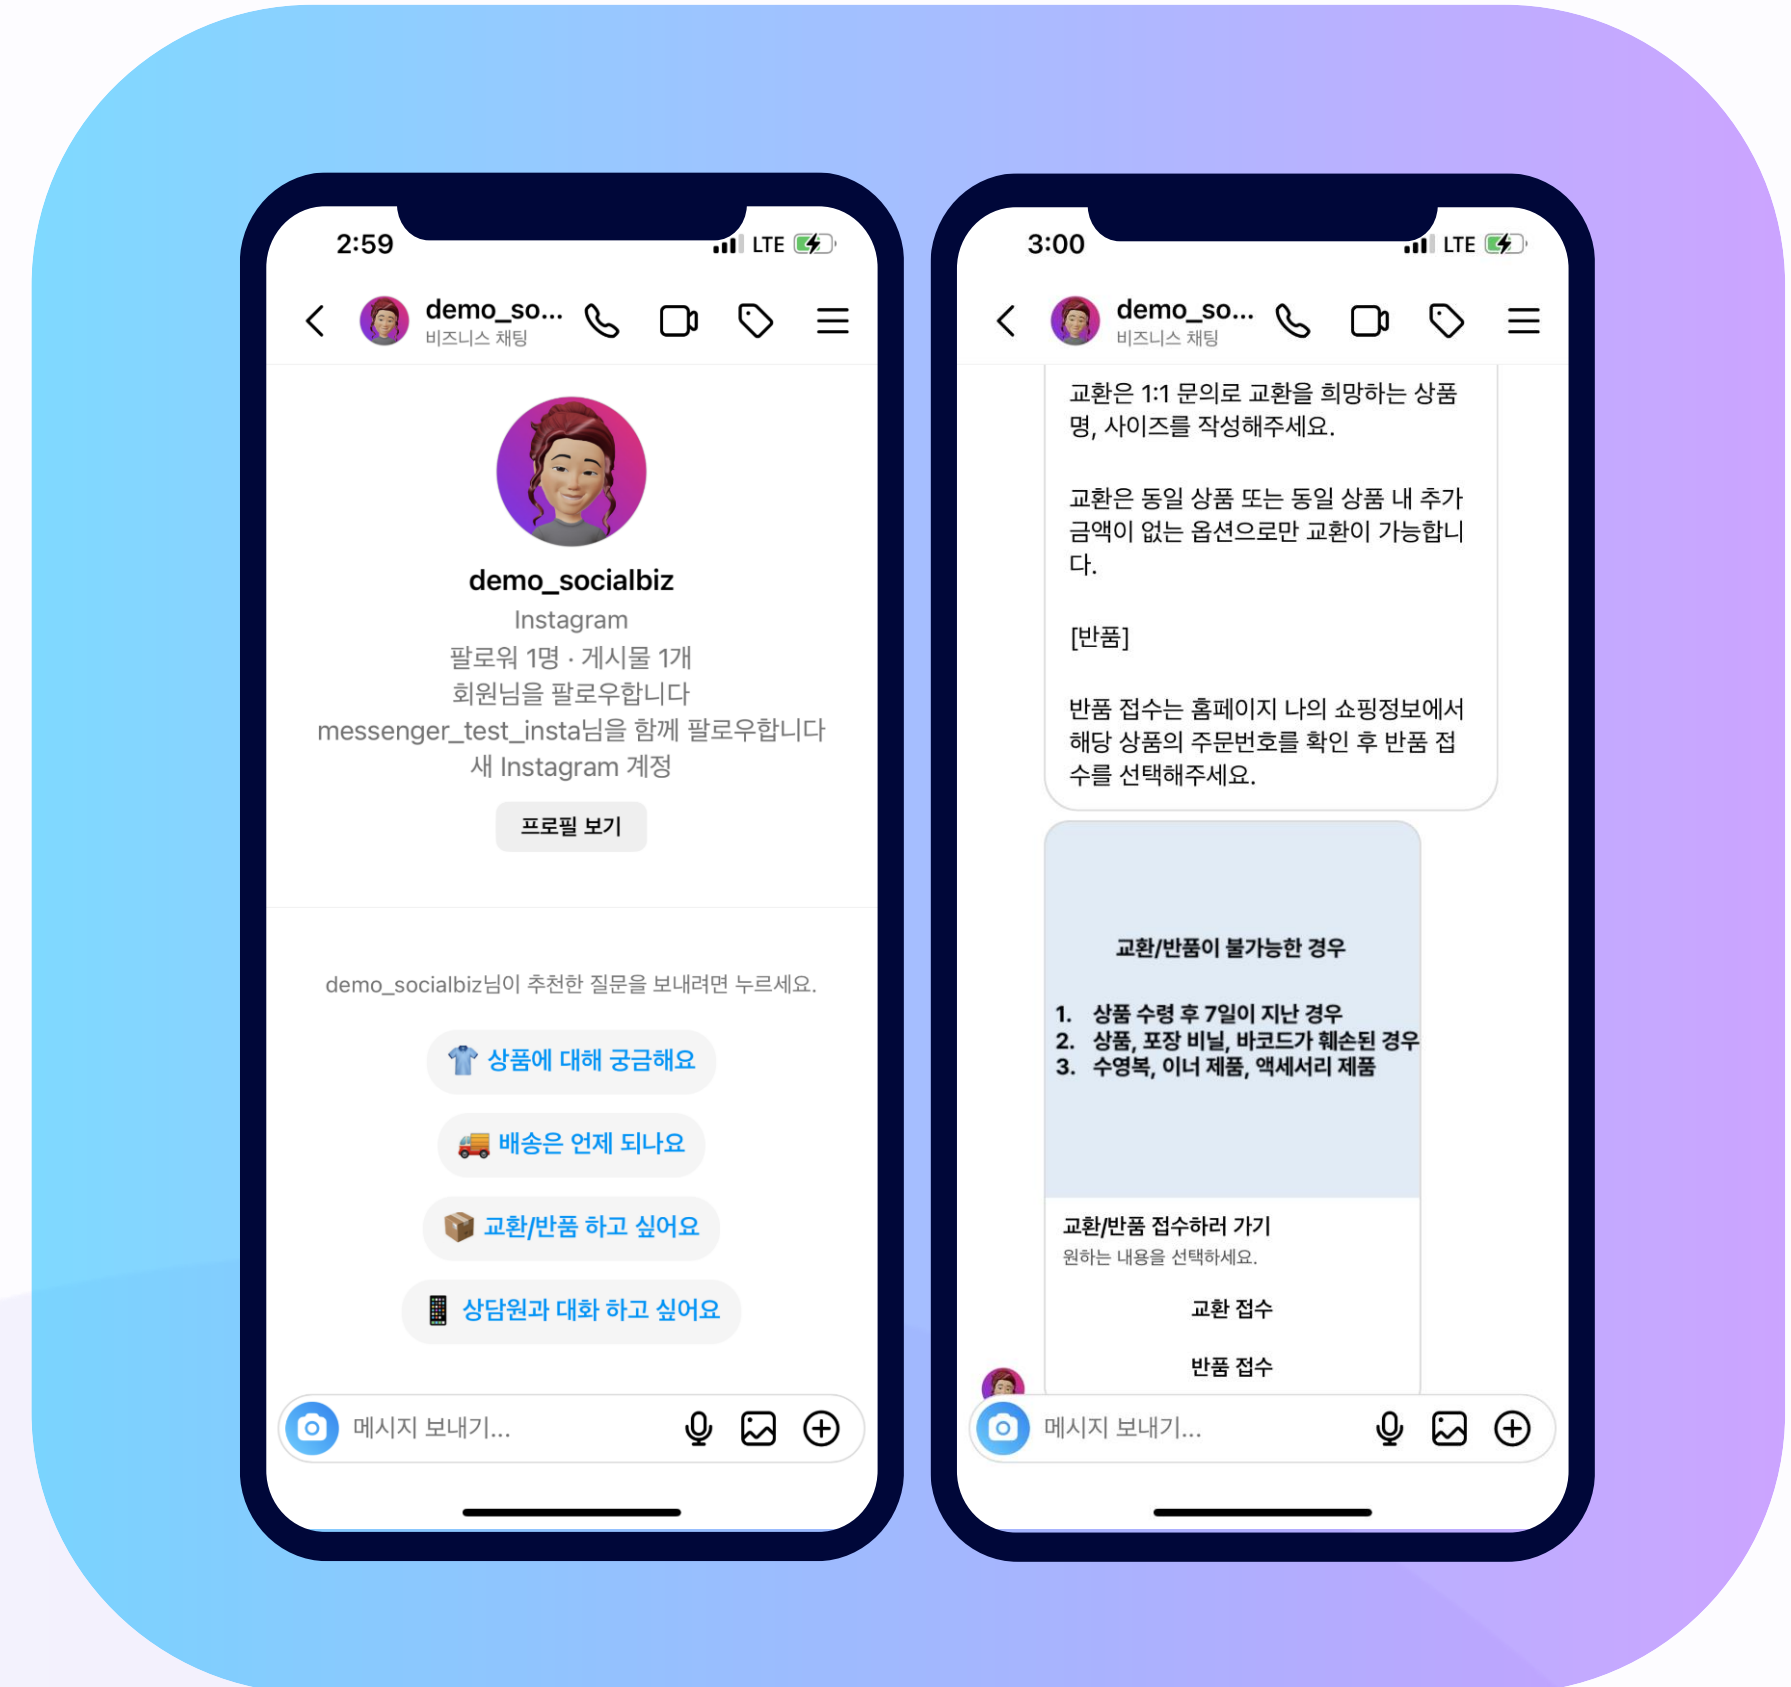 2:59
LTE
demo_so...
비즈니스 채팅
demo_socialbiz
Instagram
팔로워 1명 · 게시물 1개
회원님을 팔로우합니다
messenger_test_insta님을 함께 팔로우합니다
새 Instagram 계정
프로필 보기
demo_socialbiz님이 추천한 질문을 보내려면 누르세요.
상품에 대해 궁금해요
배송은 언제 되나요
교환/반품 하고 싶어요
상담원과 대화 하고 싶어요
메시지 보내기...
3:00
LTE
demo_so...
비즈니스 채팅
교환은 1:1 문의로 교환을 희망하는 상품
명, 사이즈를 작성해주세요.
교환은 동일 상품 또는 동일 상품 내 추가
금액이 없는 옵션으로만 교환이 가능합니
다.
[반품]
반품 접수는 홈페이지 나의 쇼핑정보에서
해당 상품의 주문번호를 확인 후 반품 접
수를 선택해주세요.
교환/반품이 불가능한 경우
1. 상품 수령 후 7일이 지난 경우
2. 상품, 포장 비닐, 바코드가 훼손된 경우
3. 수영복, 이너 제품, 액세서리 제품
교환/반품 접수하러 가기
원하는 내용을 선택하세요.
교환 접수
반품 접수
메시지 보내기...